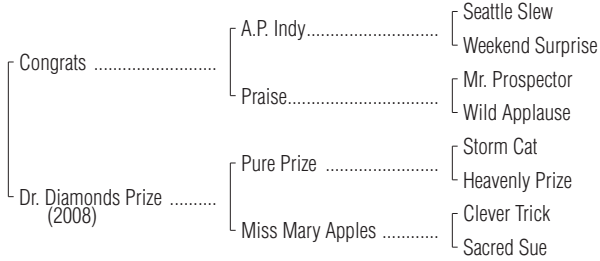 Seattle Slew
A.P. Indy..............................
Weekend Surprise
Congrats ............................
Mr. Prospector
Praise...................................
Wild Applause
Storm Cat
Pure Prize ..........................
Heavenly Prize
Dr. Diamonds Prize ..........
(2008)
Clever Trick
Miss Mary Apples .............
Sacred Sue